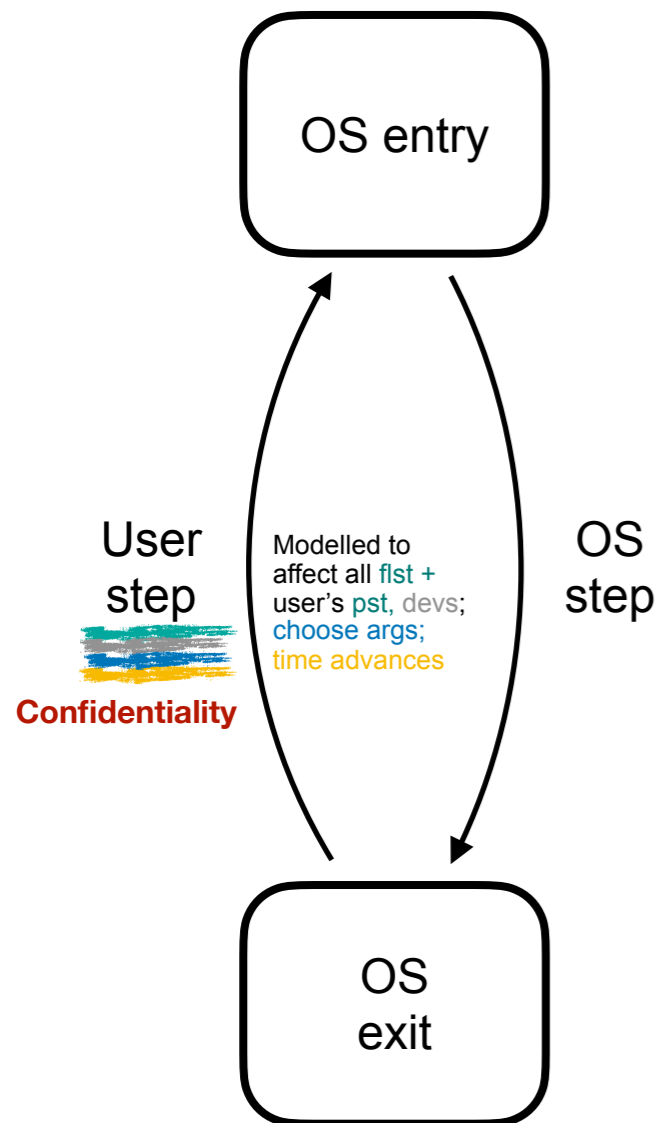 OS entry
User
step
Confidentiality
Modelled to
affect all flst +
user's pst, devs;
choose args;
time advances
OS
step
OS
exit